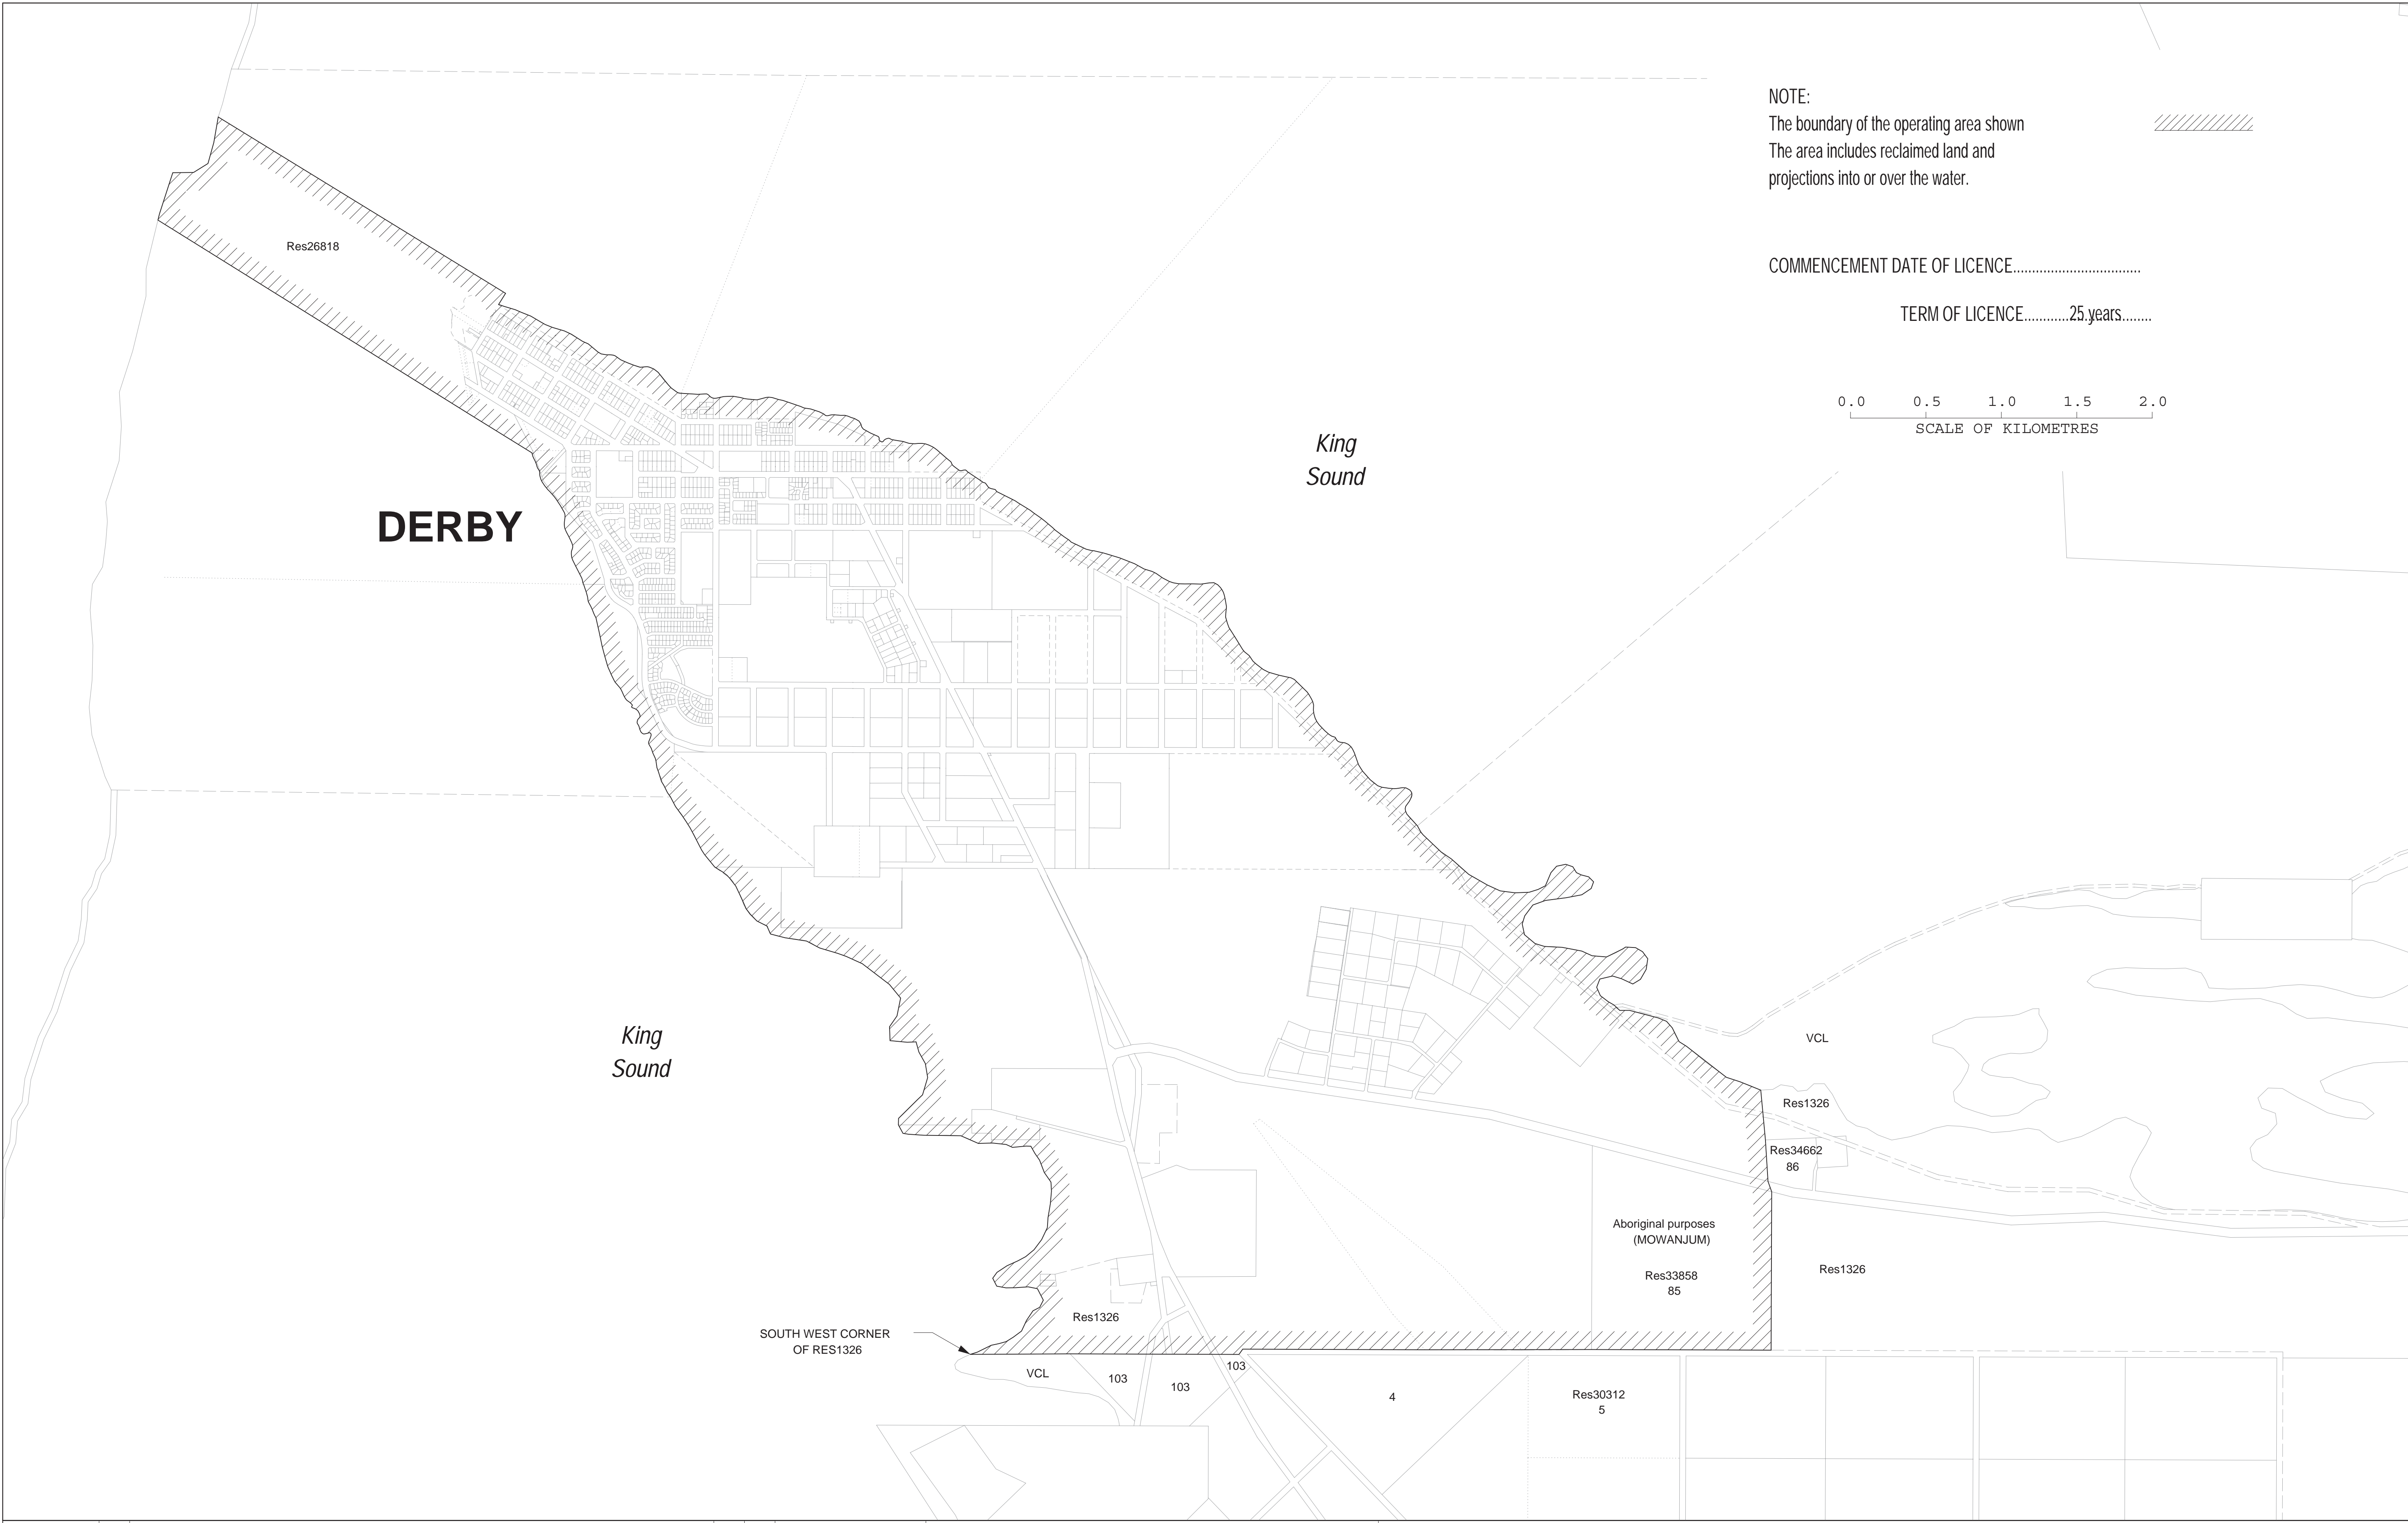 NOTE:
The boundary of the operating area shown
The area includes reclaimed land and
projections into or over the water.
COMMENCEMENT DATE OF LICENCE..................................
TERM OF LICENCE............25 years..............
0.0 0.5 1.0 1.5 2.0
SCALE OF KILOMETRES
Res26818
King
Sound
DERBY
King
Sound
VCL
Res1326
Res34662
86
Aboriginal purposes
(MOWANJUM)
Res33858
85
Res1326
Res1326
SOUTH WEST CORNER
OF RES1326
VCL
103
103
103
4
Res30312
5